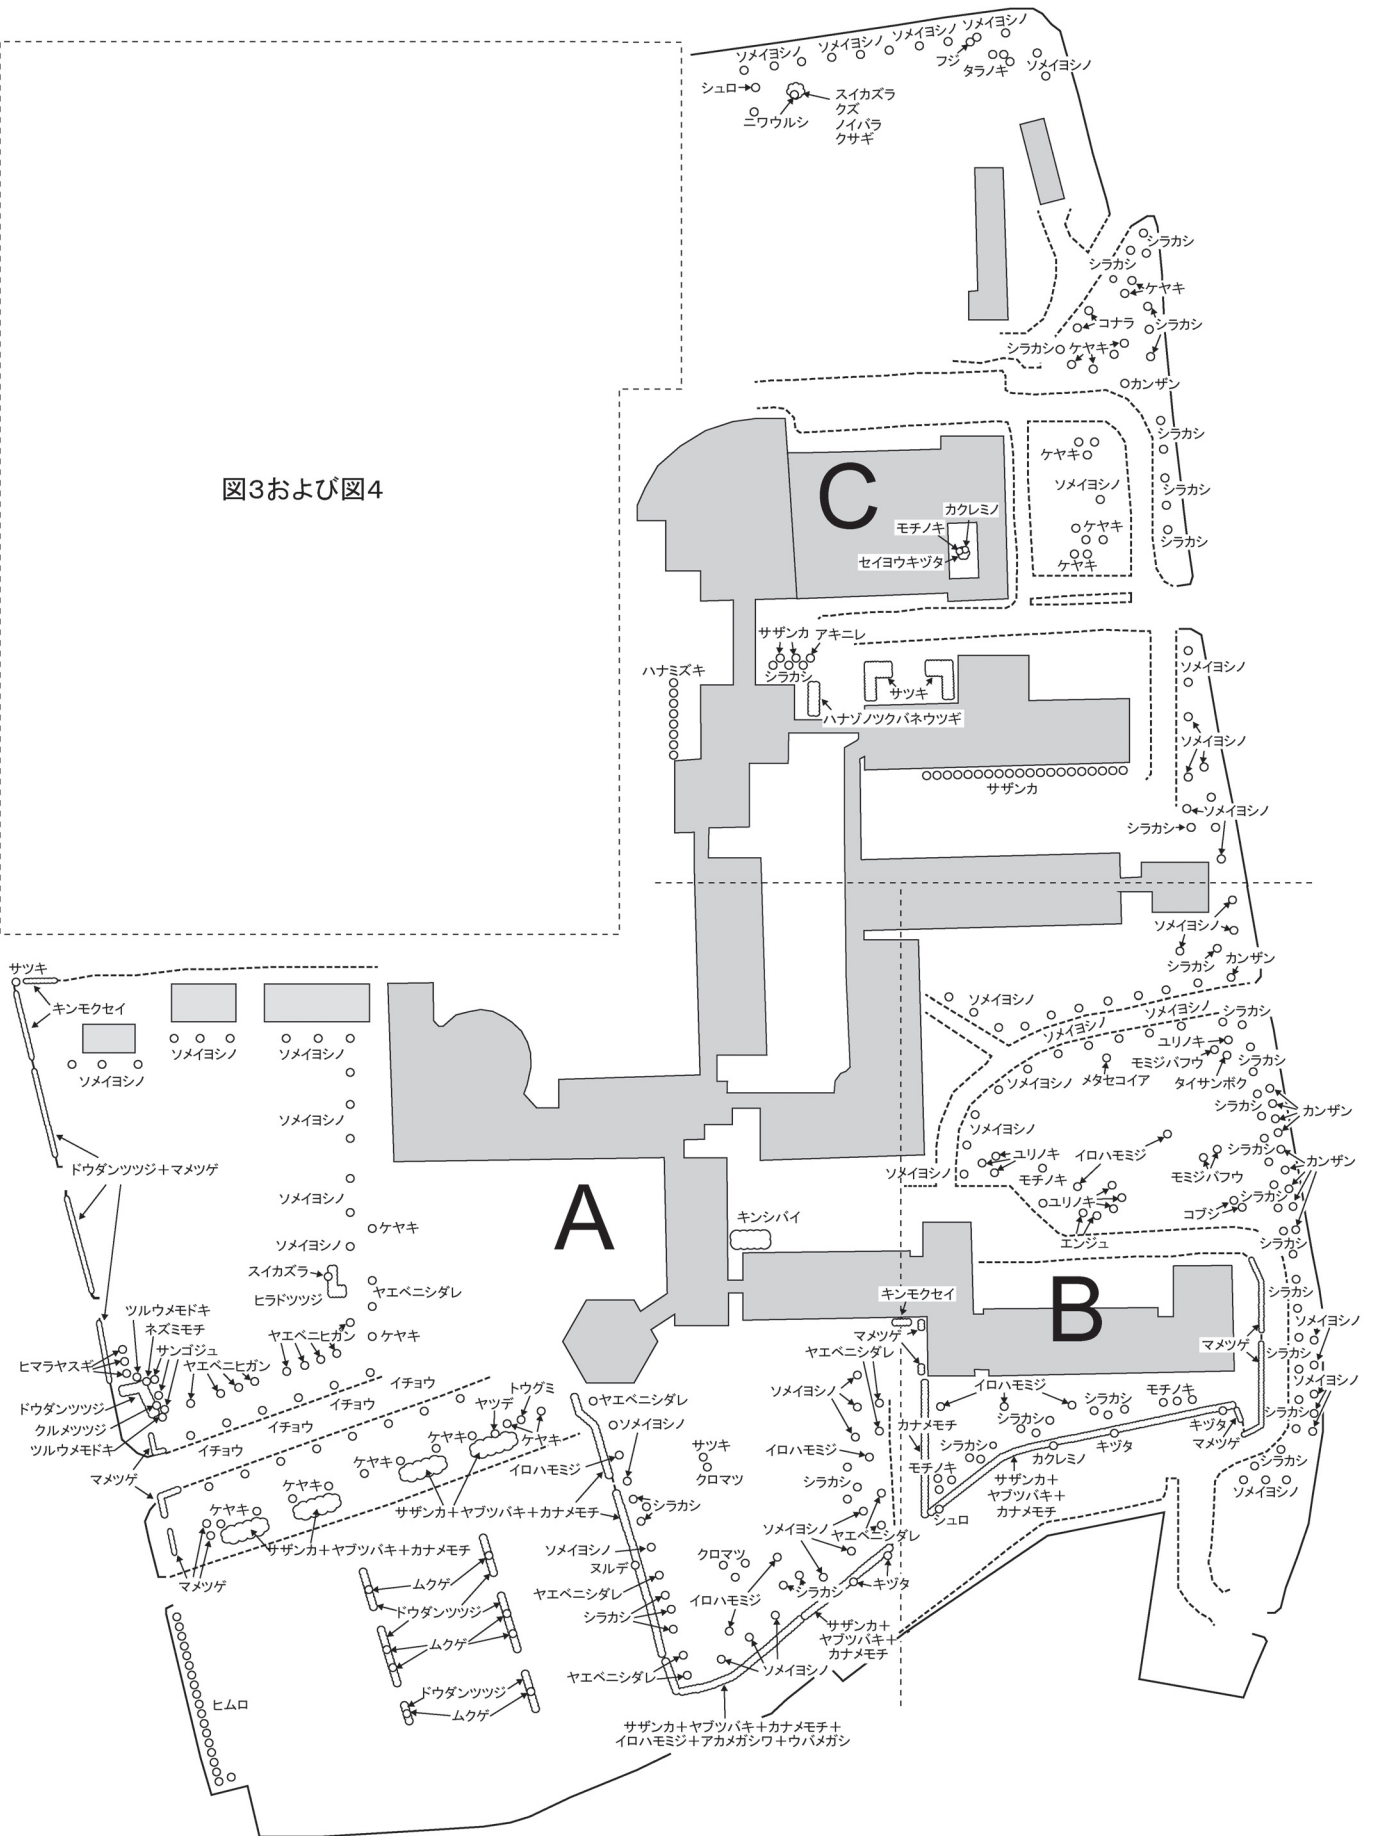 ソメイヨシノ
ソメイヨシノ
ソメイヨシノ
ソメイヨシノ
フジ
タラノキ
ソメイヨシノ
シュロ
ニワウルシ
スイカズラ
クズ
ノイバラ
クサギ
シラカシ
シラカシ
ケヤキ
コナラ
シラカシ
シラカシ
ケヤキ
カンザン
シラカシ
図3および図4
C
ケヤキ
ソメイヨシノ
シラカシ
カクレミノ
モチノキ
セイヨウキヅタ
ケヤキ
シラカシ
ケヤキ
サザンカ
アキニレ
シラカシ
ハナミズキ
サツキ
ハナゾノツクバネウツギ
ソメイヨシノ
ソメイヨシノ
サザンカ
ソメイヨシノ
シラカシ
ソメイヨシノ
シラカシ
カンザン
サツキ
キンモクセイ
ソメイヨシノ
ソメイヨシノ
ソメイヨシノ
ソメイヨシノ
ソメイヨシノ
ソメイヨシノ
シラカシ
ユリノキ
モミジバフウ
タイサンボク
シラカシ
メタセコイア
ソメイヨシノ
シラカシ
カンザン
ソメイヨシノ
ソメイヨシノ
ドウダンツツジ+マメツゲ
ソメイヨシノ
ソメイヨシノ
ユリノキ
モチノキ
イロハモミジ
シラカシ
カンザン
モミジバフウ
ユリノキ
シラカシ
コブシ
エンジュ
シラカシ
A
キンシバイ
ケヤキ
ソメイヨシノ
スイカズラ
ヒラドツツジ
ヤエベニシダレ
ケヤキ
B
キンモクセイ
マメツゲ
ヤエベニシダレ
シラカシ
ソメイヨシノ
マメツゲ
シラカシ
ソメイヨシノ
シラカシ
ツルウメモドキ
ネズミモチ
サンゴジュ
ヒマラヤスギ
ヤエベニヒガン
ヤエベニヒガン
ドウダンツツジ
クルメツツジ
ツルウメモドキ
マメツゲ
イチョウ
イチョウ
イチョウ
イチョウ
トウグミ
ヤツデ
ケヤキ
ケヤキ
ケヤキ
ケヤキ
ケヤキ
ヤエベニシダレ
ソメイヨシノ
イロハモミジ
サツキ
クロマツ
ソメイヨシノ
イロハモミジ
シラカシ
カナメモチ
イロハモミジ
シラカシ
シラカシ
モチノキ
シラカシ
モチノキ
キヅタ
マメツゲ
キヅタ
カクレミノ
サザンカ+
ヤブツバキ+
カナメモチ
シュロ
シラカシ
ソメイヨシノ
サザンカ+ヤブツバキ+カナメモチ
シラカシ
サザンカ+ヤブツバキ+カナメモチ
マメツゲ
ソメイヨシノ
ヌルデ
ヤエベニシダレ
シラカシ
ソメイヨシノ
ヤエベニシダレ
クロマツ
イロハモミジ
シラカシ
キヅタ
サザンカ+
ヤブツバキ+
カナメモチ
ムクゲ
ドウダンツツジ
ムクゲ
ヤエベニシダレ
ソメイヨシノ
ドウダンツツジ
ムクゲ
ヒムロ
サザンカ+ヤブツバキ+カナメモチ+
イロハモミジ+アカメガシワ+ウバメガシ